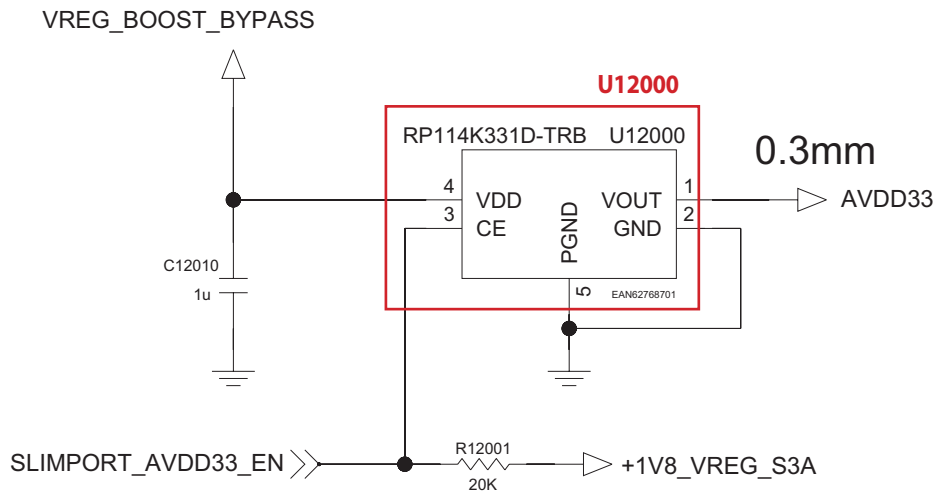 VREG_BOOST_BYPASS
U12000
RP114K331D-TRB U12000
0.3mm
4 VDD VOUT 1 AVDD33
3 CE GND 2
PGND
5
EAN62768701
C12010
1u
SLIMPORT_AVDD33_EN R12001 +1V8_VREG_S3A
20K